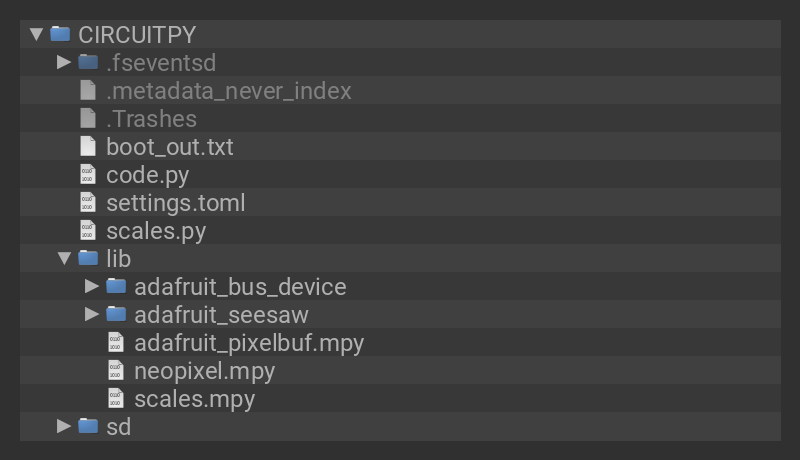 CIRCUITPY
.fseventsd
.metadata_never_index
.Trashes
boot_out.txt
code.py
settings.toml
scales.py
lib
adafruit_bus_device
adafruit_seesaw
adafruit_pixelbuf.mpy
neopixel.mpy
scales.mpy
sd